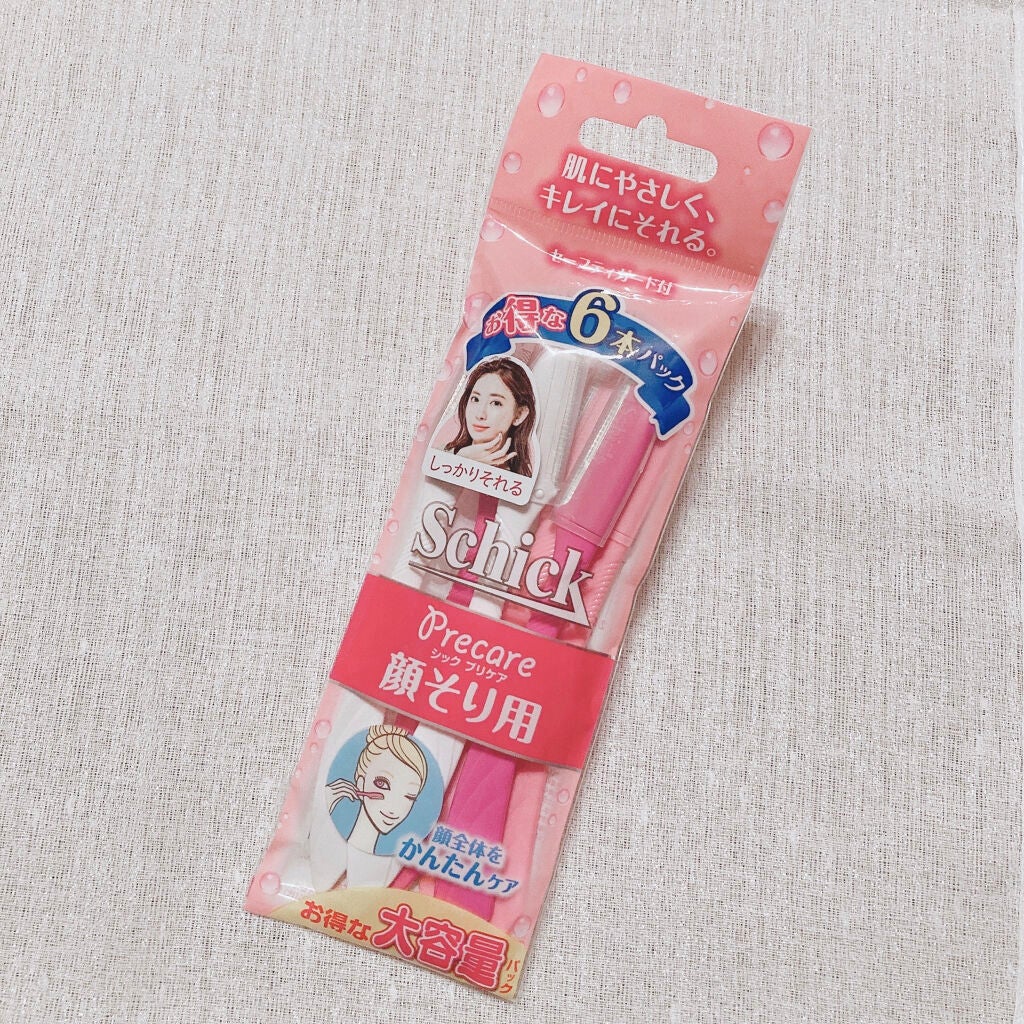 肌にやさしく、
キレイにそれる。
セーフティガード付
お得な6本パック
しっかりそれる
Schick
Precare
シック プリケア
顔そり用
顔全体を
かんたんケア
お得な大容量パック